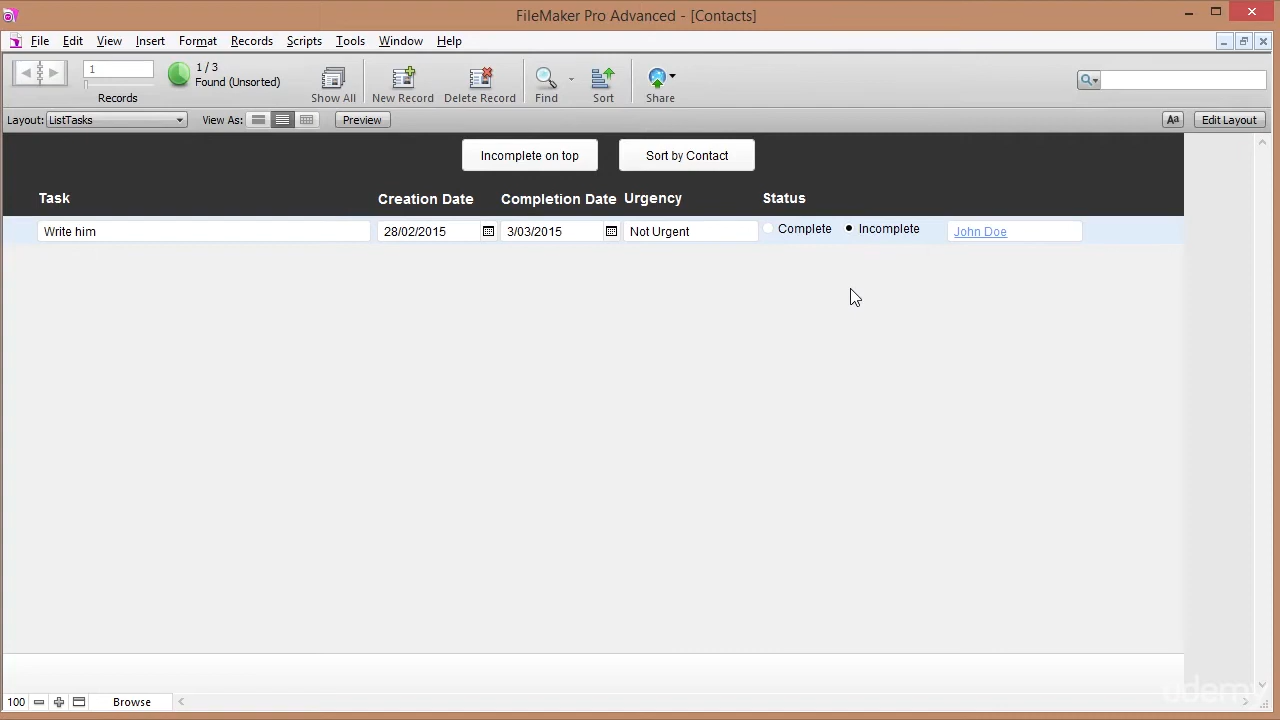 FileMaker Pro Advanced - [Contacts]
File Edit View Insert Format Records Scripts Tools Window Help
1
1 / 3
Found (Unsorted)
Records
Show All
New Record
Delete Record
Find
Sort
Share
Layout: ListTasks View As: Preview Aa Edit Layout
Incomplete on top Sort by Contact
Task Creation Date Completion Date Urgency Status
Write him 28/02/2015 3/03/2015 Not Urgent Complete Incomplete John Doe
udemy
100 Browse